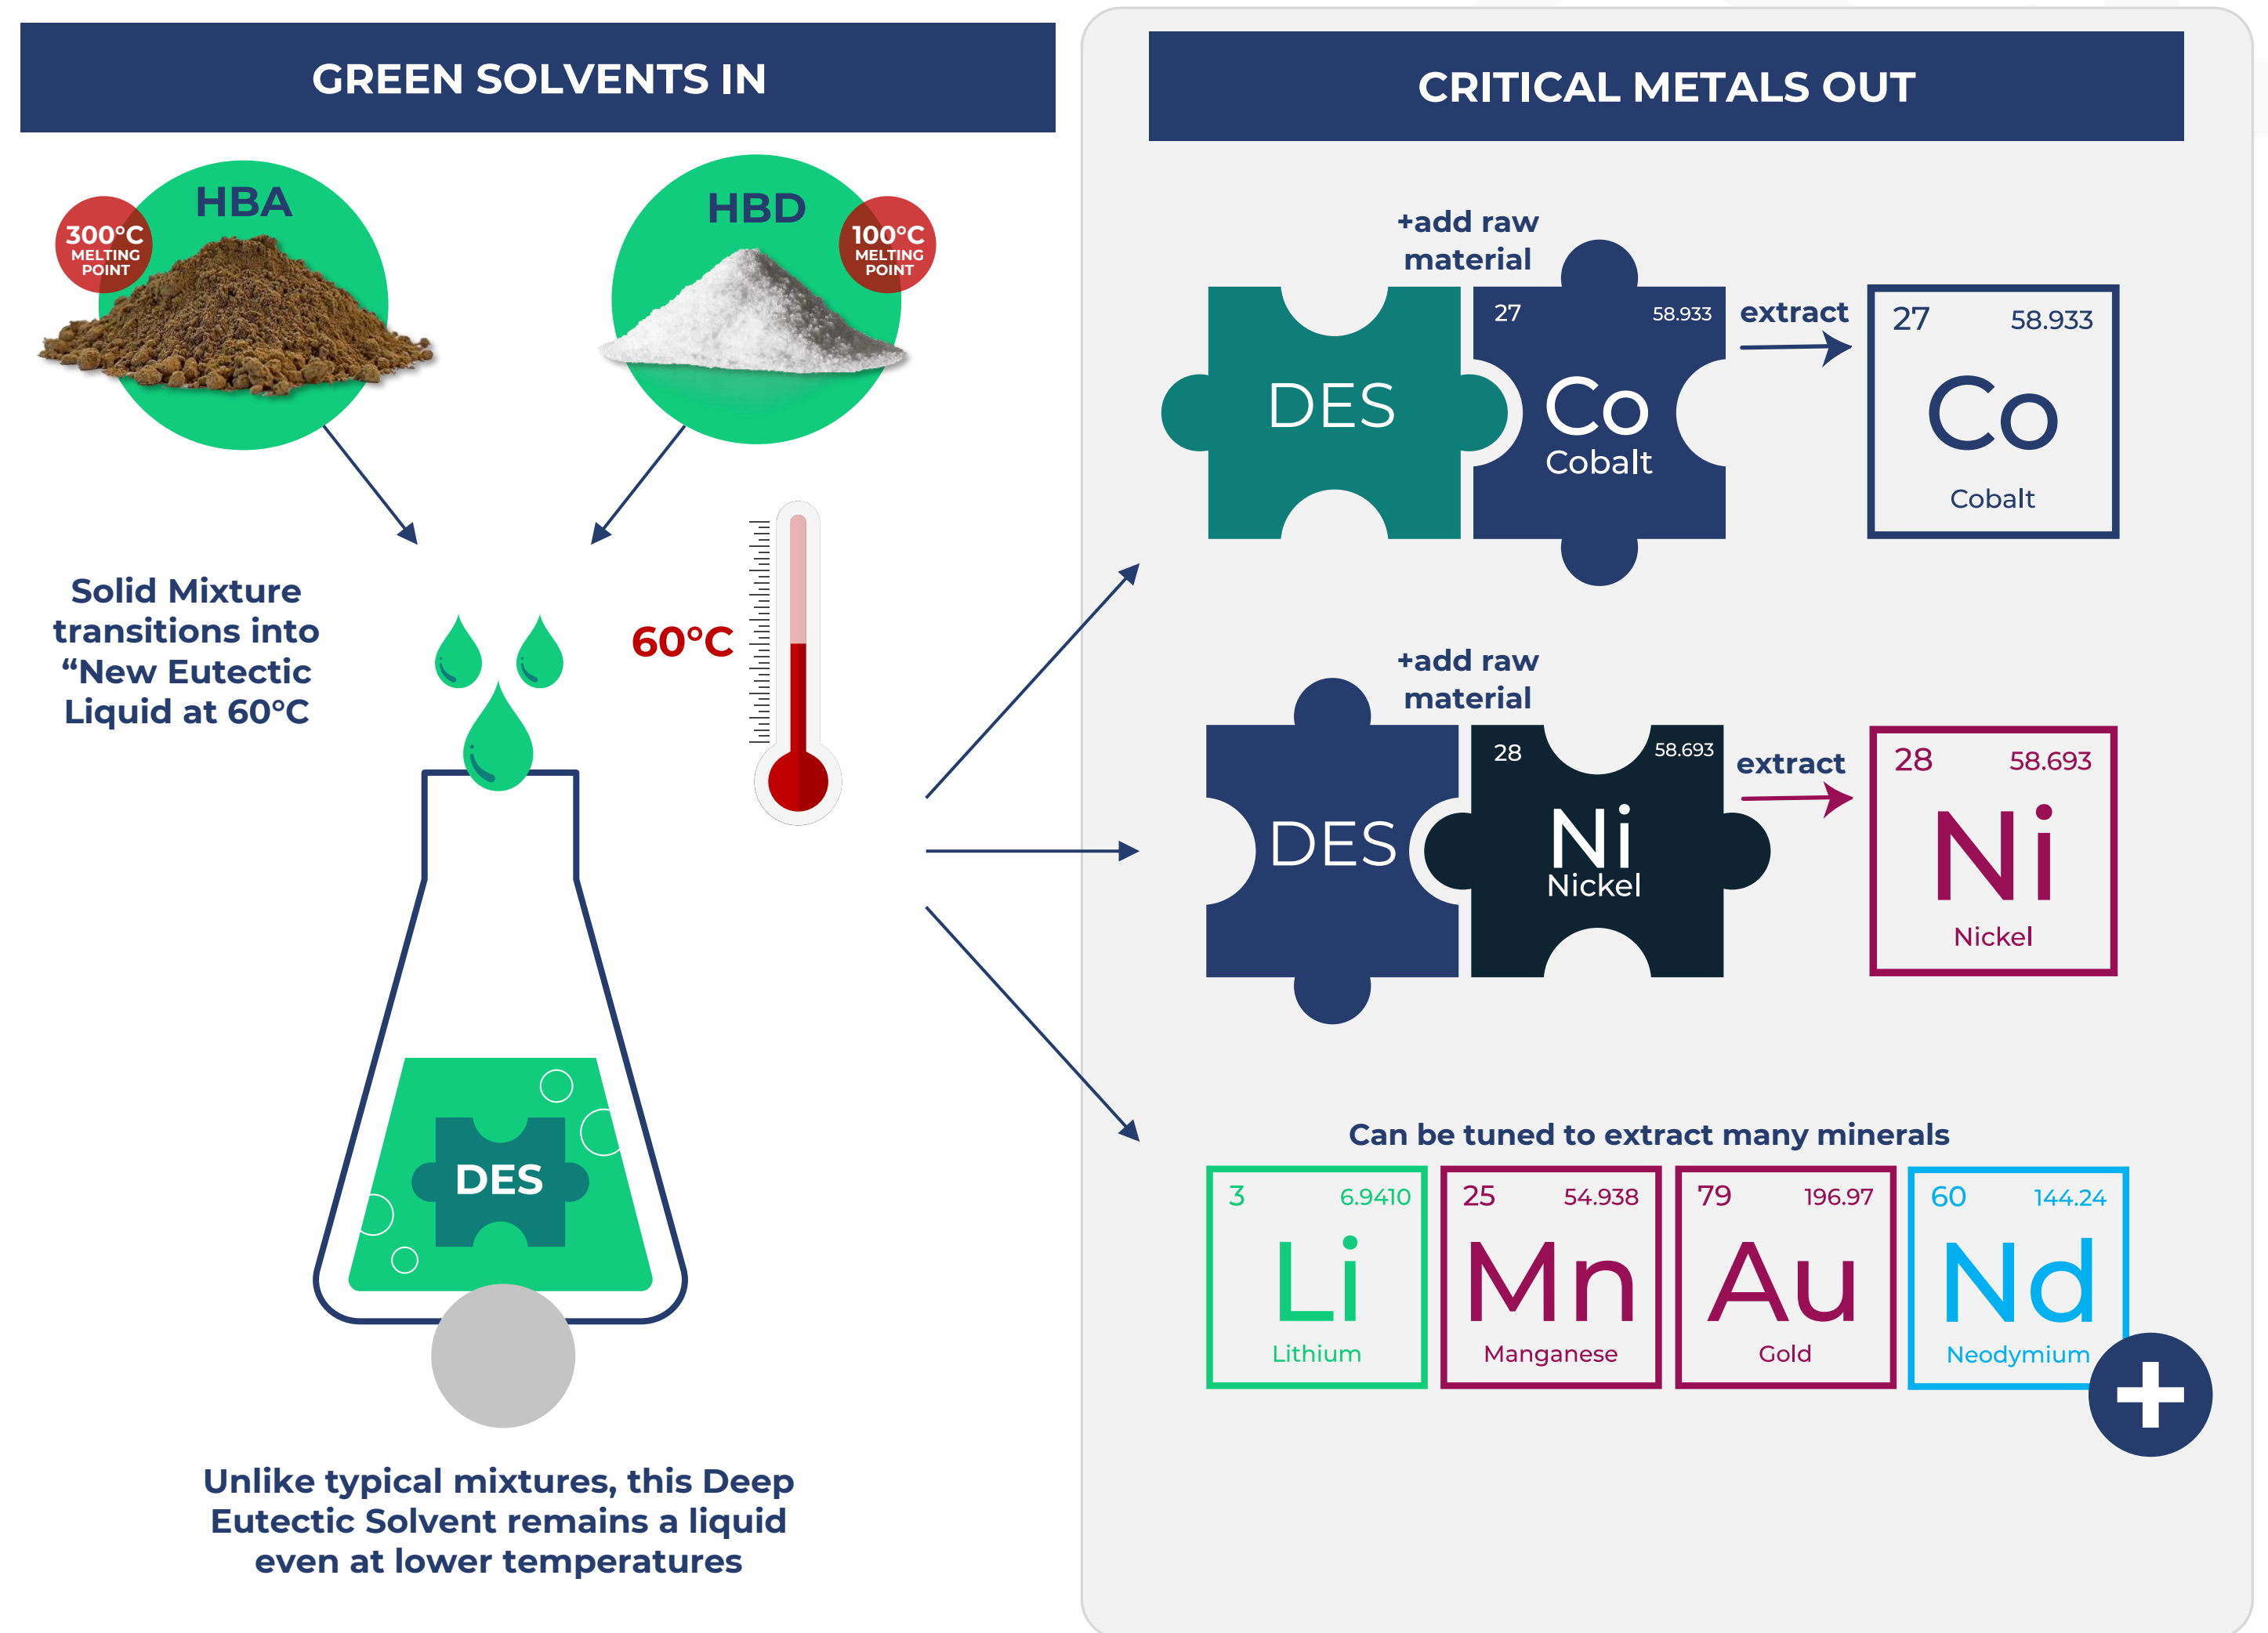 GREEN SOLVENTS IN
HBA
300°C
MELTING
POINT
HBD
100°C
MELTING
POINT
Solid Mixture
transitions into
“New Eutectic
Liquid at 60°C
60°C
DES
Unlike typical mixtures, this Deep
Eutectic Solvent remains a liquid
even at lower temperatures
CRITICAL METALS OUT
+add raw
material
DES
27 58.933
Co
Cobalt
extract
27 58.933
Co
Cobalt
+add raw
material
DES
28 58.693
Ni
Nickel
extract
28 58.693
Ni
Nickel
Can be tuned to extract many minerals
3 6.9410
Li
Lithium
25 54.938
Mn
Manganese
79 196.97
Au
Gold
60 144.24
Nd
Neodymium
+